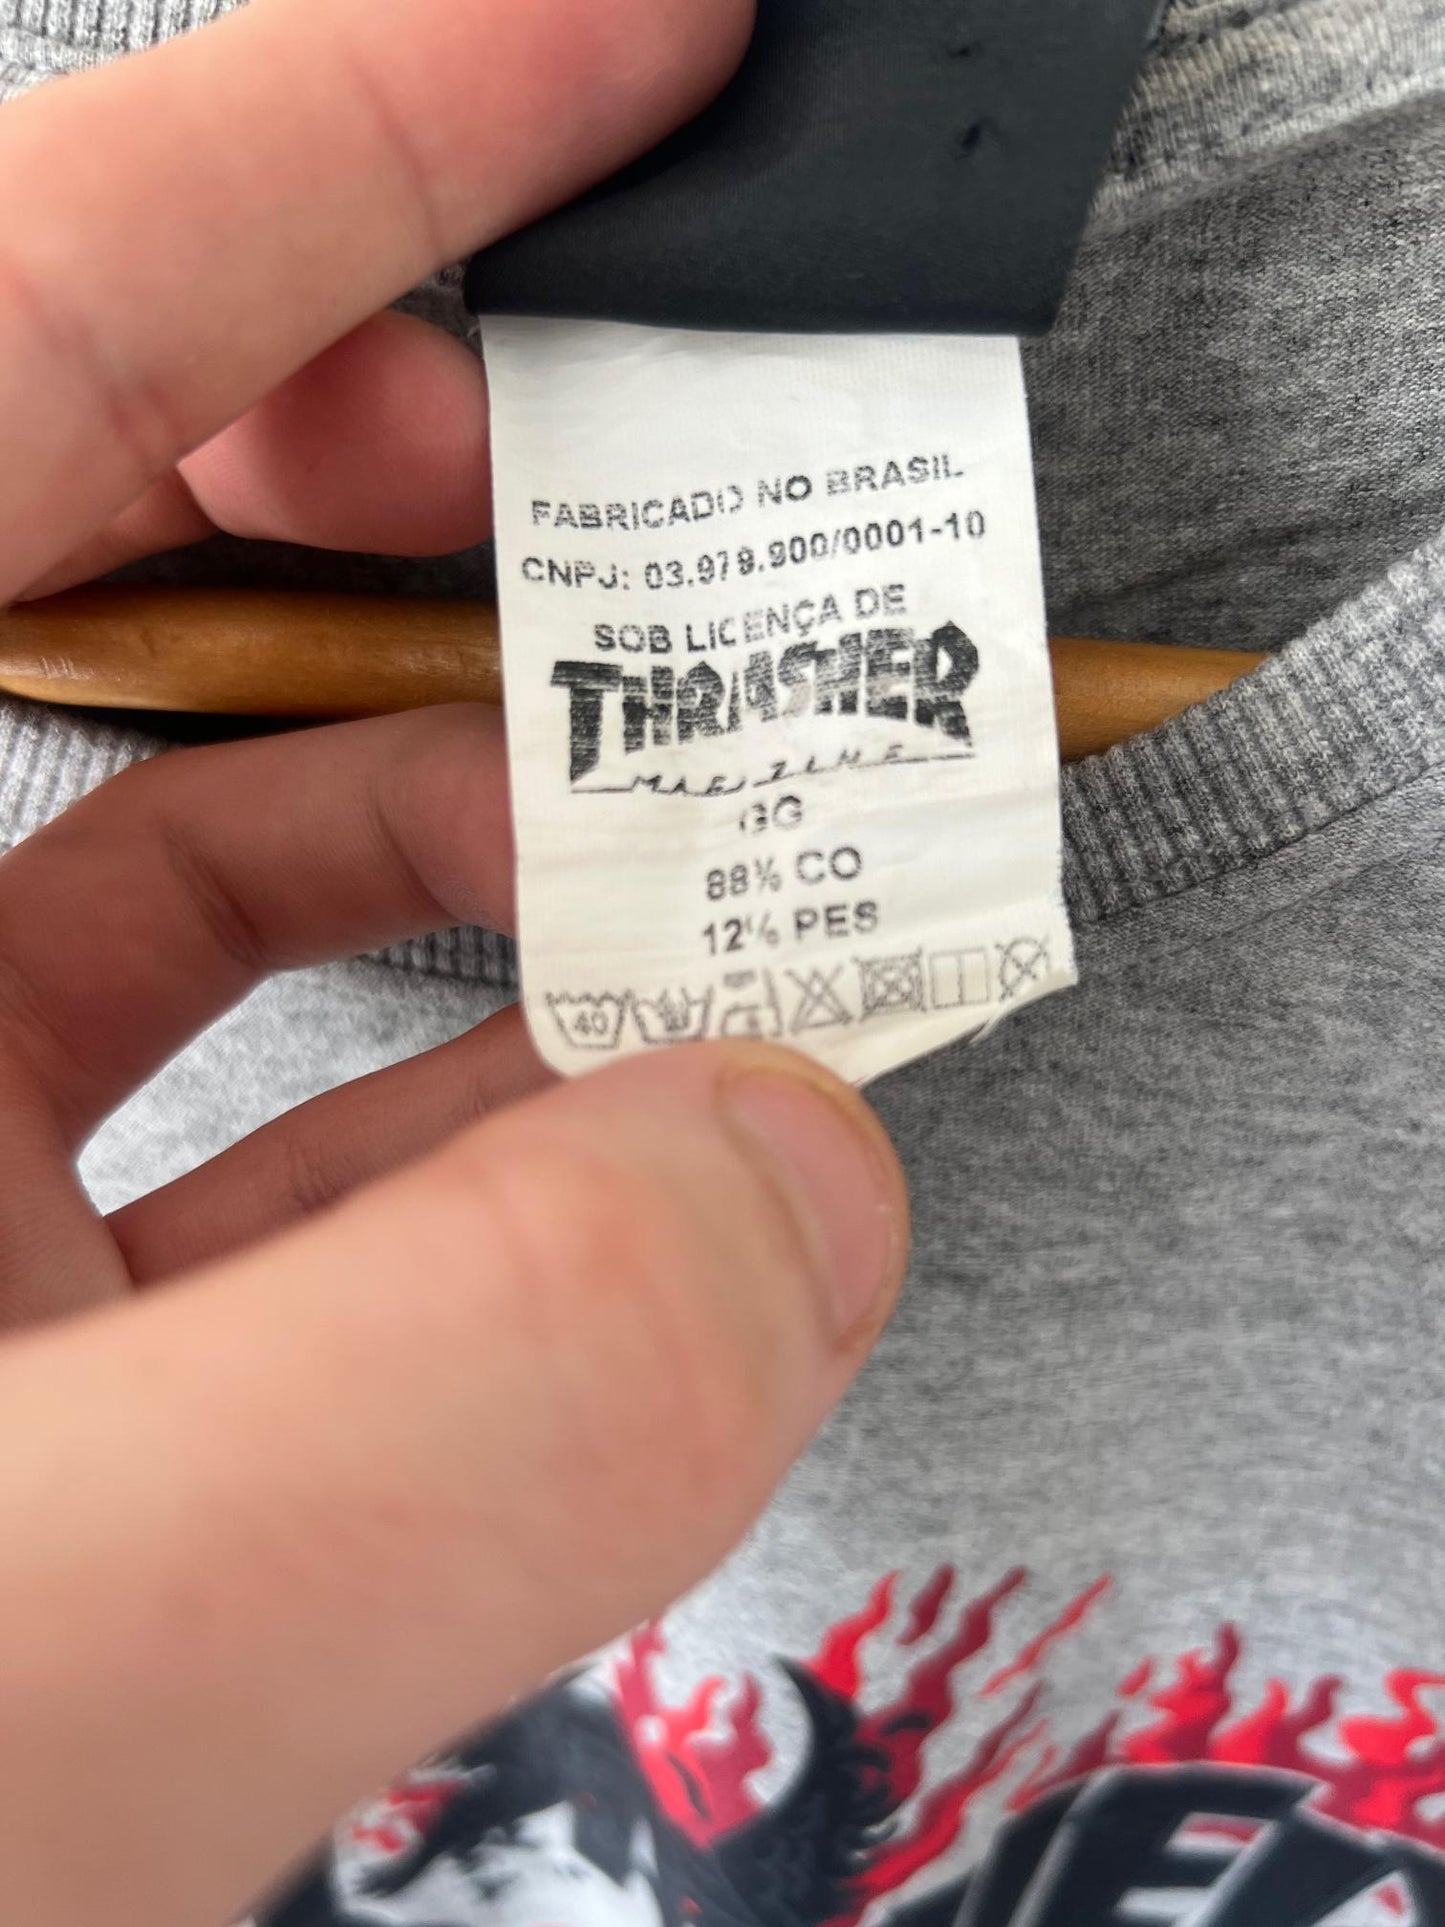 FABRICADO NO BRASIL
CNPJ: 03.978.900/0001-10
SOB LICENÇA DE
THRASHER
MAGAZINE
GG
88% CO
12% PES
40